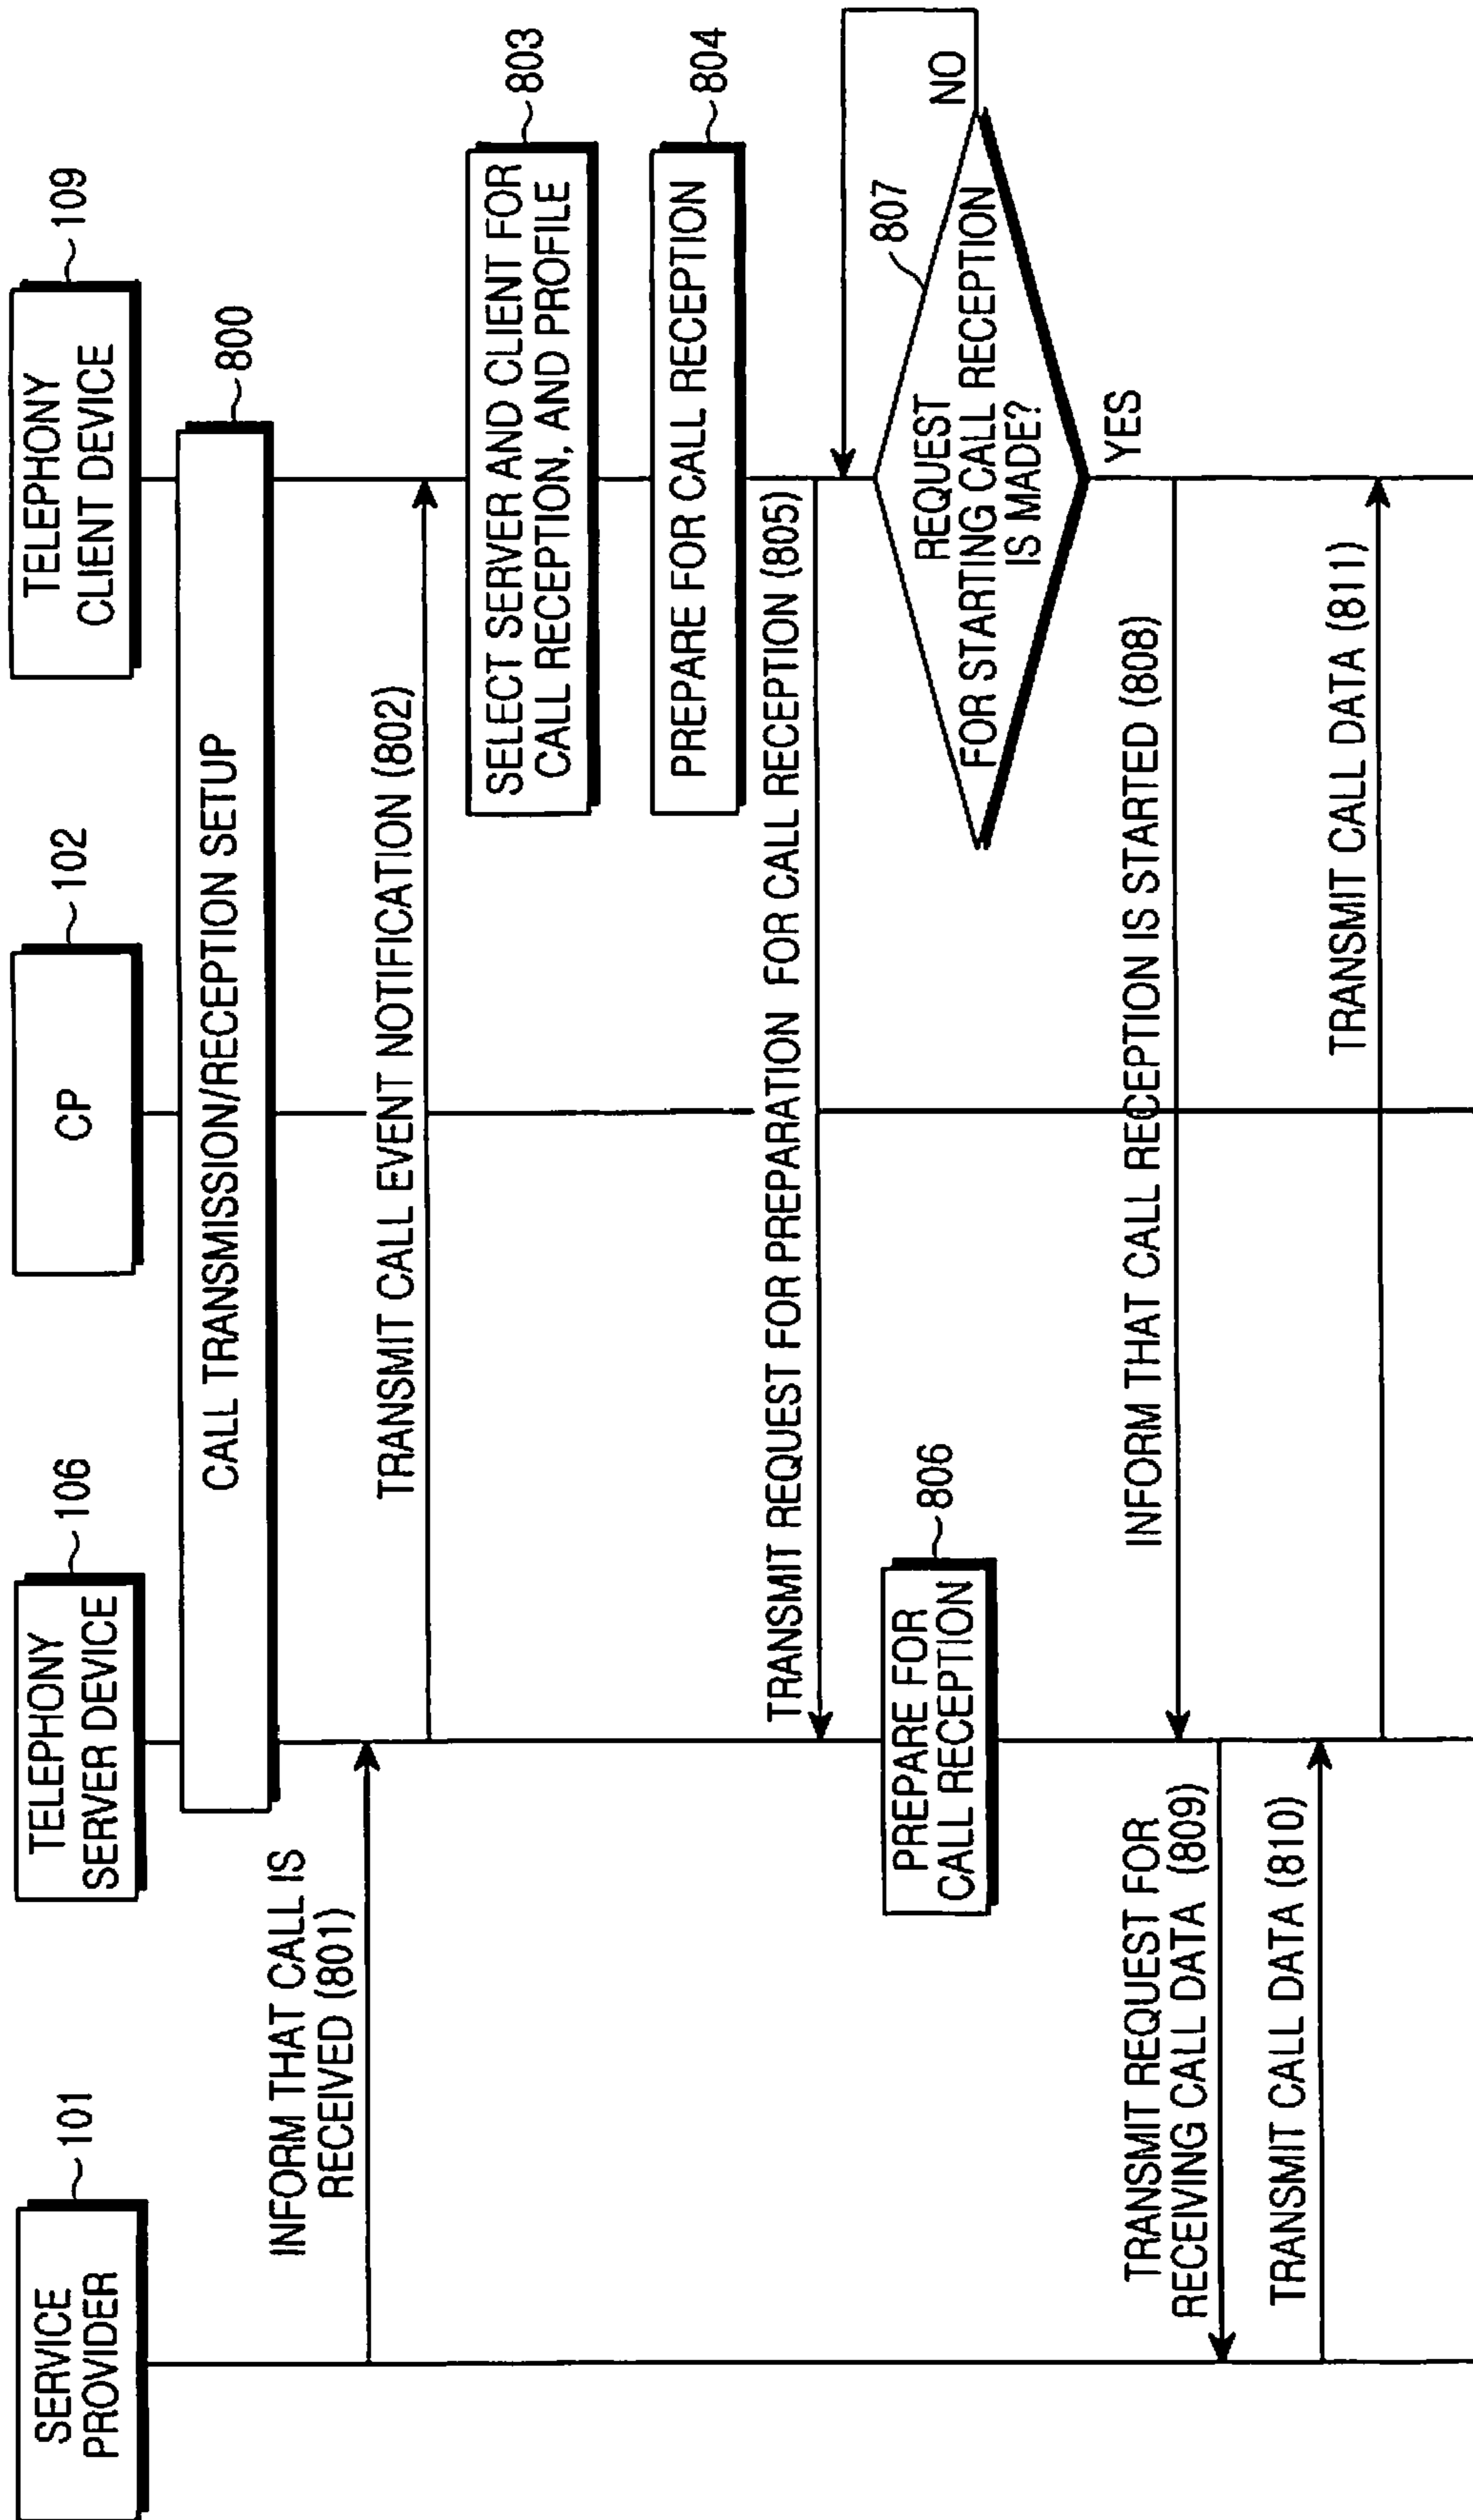 SERVICE
PROVIDER
101
TELEPHONY
SERVER DEVICE
106
CP
102
TELEPHONY
CLIENT DEVICE
109
CALL TRANSMISSION/RECEPTION SETUP
800
INFORM THAT CALL IS
RECEIVED (801)
TRANSMIT CALL EVENT NOTIFICATION (802)
SELECT SERVER AND CLIENT FOR
CALL RECEPTION, AND PROFILE
803
PREPARE FOR CALL RECEPTION
804
TRANSMIT REQUEST FOR PREPARATION FOR CALL RECEPTION (805)
PREPARE FOR
CALL RECEPTION
806
807
REQUEST
FOR STARTING CALL RECEPTION
IS MADE?
NO
YES
INFORM THAT CALL RECEPTION IS STARTED (808)
TRANSMIT REQUEST FOR
RECEIVING CALL DATA (809)
TRANSMIT CALL DATA (810)
TRANSMIT CALL DATA (811)